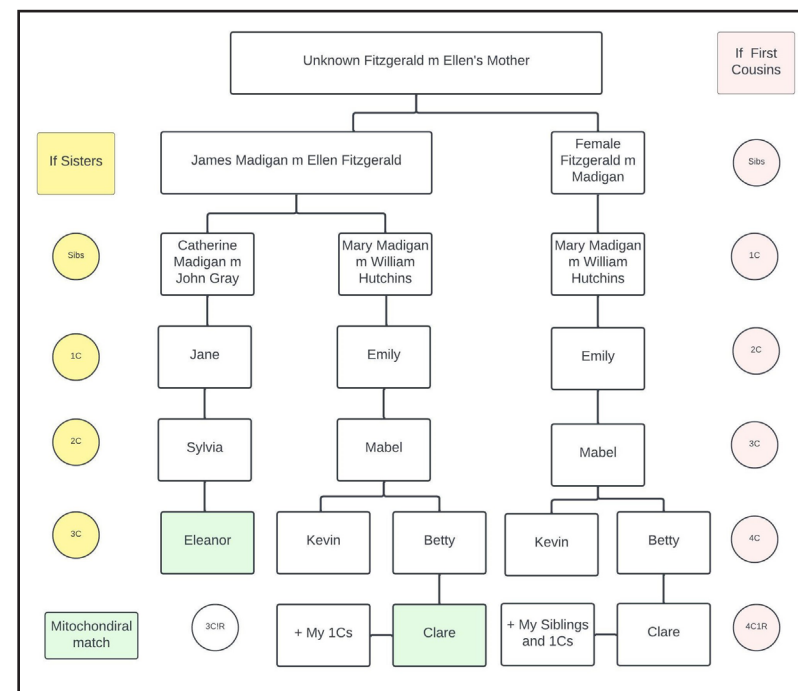 Unknown Fitzgerald m Ellen's Mother
If First
Cousins
If Sisters
James Madigan m Ellen Fitzgerald
Female
Fitzgerald m
Madigan
Sibs
Sibs
Catherine
Madigan m
John Gray
Mary Madigan
m William
Hutchins
Mary Madigan
m William
Hutchins
1C
1C
Jane
Emily
Emily
2C
2C
Sylvia
Mabel
Mabel
3C
3C
Eleanor
Kevin
Betty
Kevin
Betty
4C
Mitochondiral
match
3C!R
+ My 1Cs
Clare
+ My Siblings
and 1Cs
Clare
4C1R